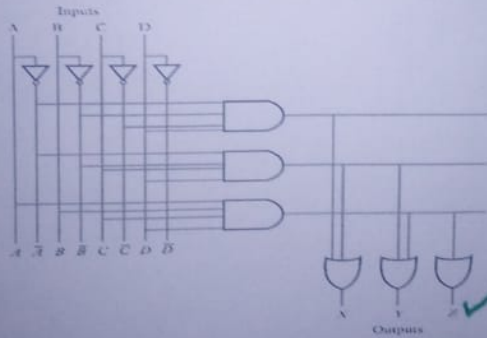 Inputs
A B C D
A A̅ B B̅ C C̅ D D̅
X Y Z
Outputs